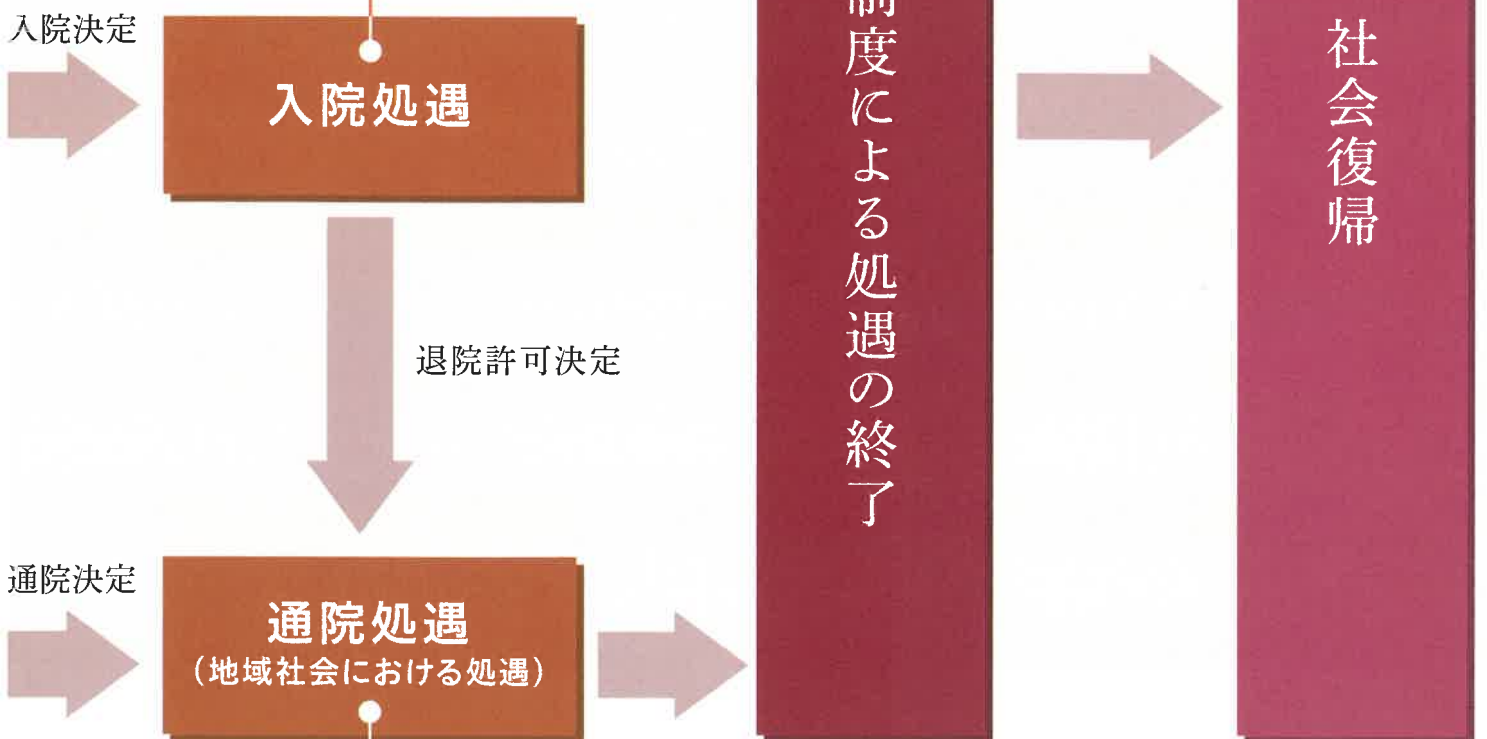 入院決定
入院処遇
退院許可決定
通院決定
通院処遇
(地域社会における処遇)
制度による処遇の終了
社会復帰